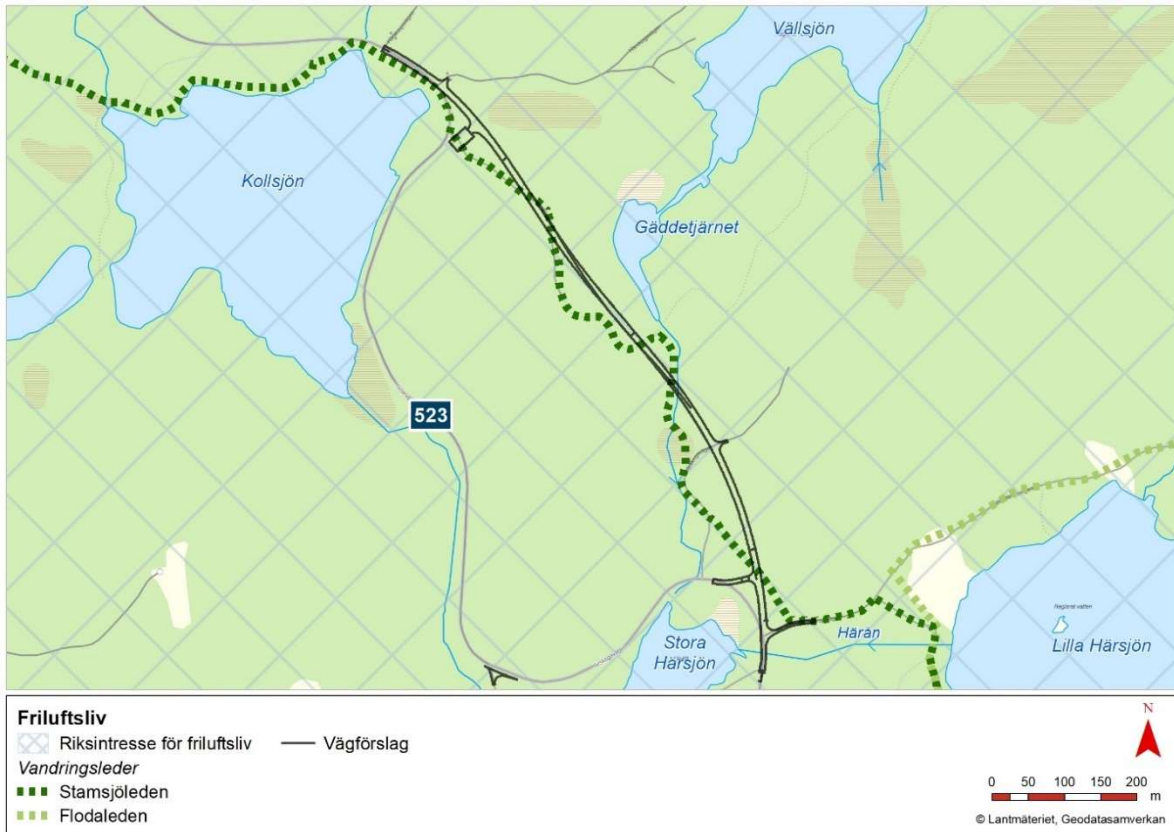 Vällsjön
Kollsjön
Gäddetjärnet
523
Stora
Härsjön
Härån
Lilla Härsjön
Friluftsliv
Riksintresse för friluftsliv
Vägförslag
Vandringsleder
Stamsjöleden
Flodaleden
N
0 50 100 150 200
m
© Lantmäteriet, Geodatasamverkan